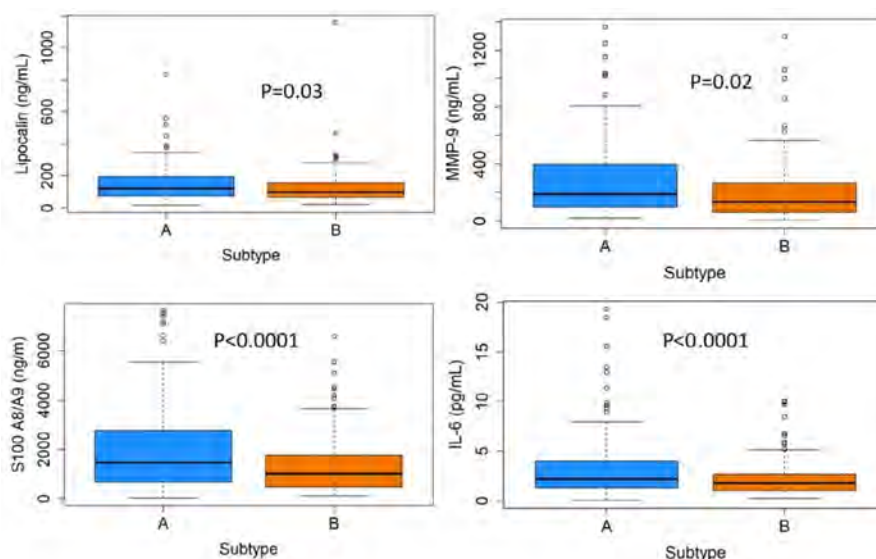 Lipocalin (ng/mL)
0 200 600 1000
P=0.03
A B
Subtype
MMP-9 (ng/mL)
0 400 800 1200
P=0.02
A B
Subtype
S100 A8/A9 (ng/m)
0 2000 4000 6000
P<0.0001
A B
Subtype
IL-6 (pg/mL)
0 5 10 15 20
P<0.0001
A B
Subtype